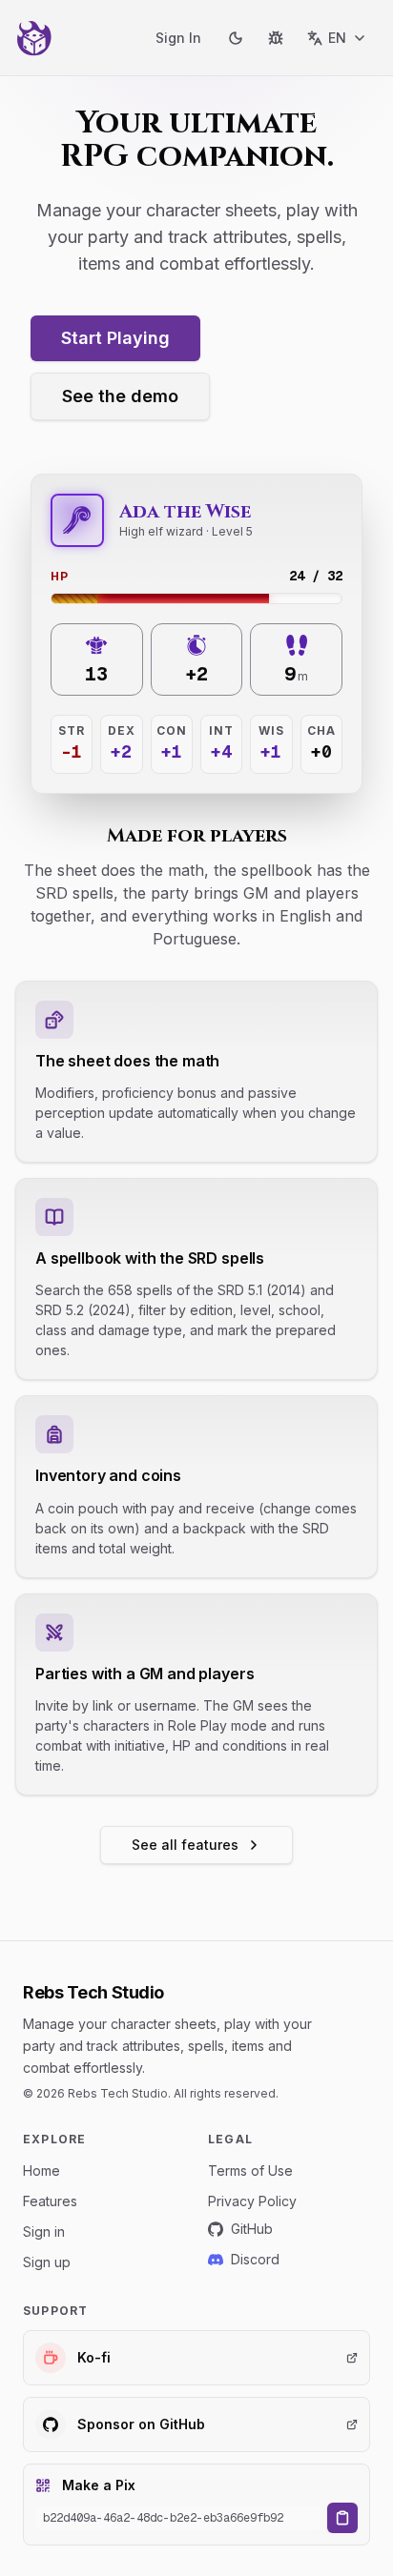 Sign In
EN
Your ultimate
RPG companion.
Manage your character sheets, play with
your party and track attributes, spells,
items and combat effortlessly.
Start Playing
See the demo
Ada the Wise
High elf wizard · Level 5
HP 24 / 32
13 +2 9m
STR DEX CON INT WIS CHA
-1 +2 +1 +4 +1 +0
Made for players
The sheet does the math, the spellbook has the
SRD spells, the party brings GM and players
together, and everything works in English and
Portuguese.
The sheet does the math
Modifiers, proficiency bonus and passive
perception update automatically when you change
a value.
A spellbook with the SRD spells
Search the 658 spells of the SRD 5.1 (2014) and
SRD 5.2 (2024), filter by edition, level, school,
class and damage type, and mark the prepared
ones.
Inventory and coins
A coin pouch with pay and receive (change comes
back on its own) and a backpack with the SRD
items and total weight.
Parties with a GM and players
Invite by link or username. The GM sees the
party's characters in Role Play mode and runs
combat with initiative, HP and conditions in real
time.
See all features
Rebs Tech Studio
Manage your character sheets, play with your
party and track attributes, spells, items and
combat effortlessly.
© 2026 Rebs Tech Studio. All rights reserved.
EXPLORE
Home
Features
Sign in
Sign up
LEGAL
Terms of Use
Privacy Policy
GitHub
Discord
SUPPORT
Ko-fi
Sponsor on GitHub
Make a Pix
b22d409a-46a2-48dc-b2e2-eb3a66e9fb92